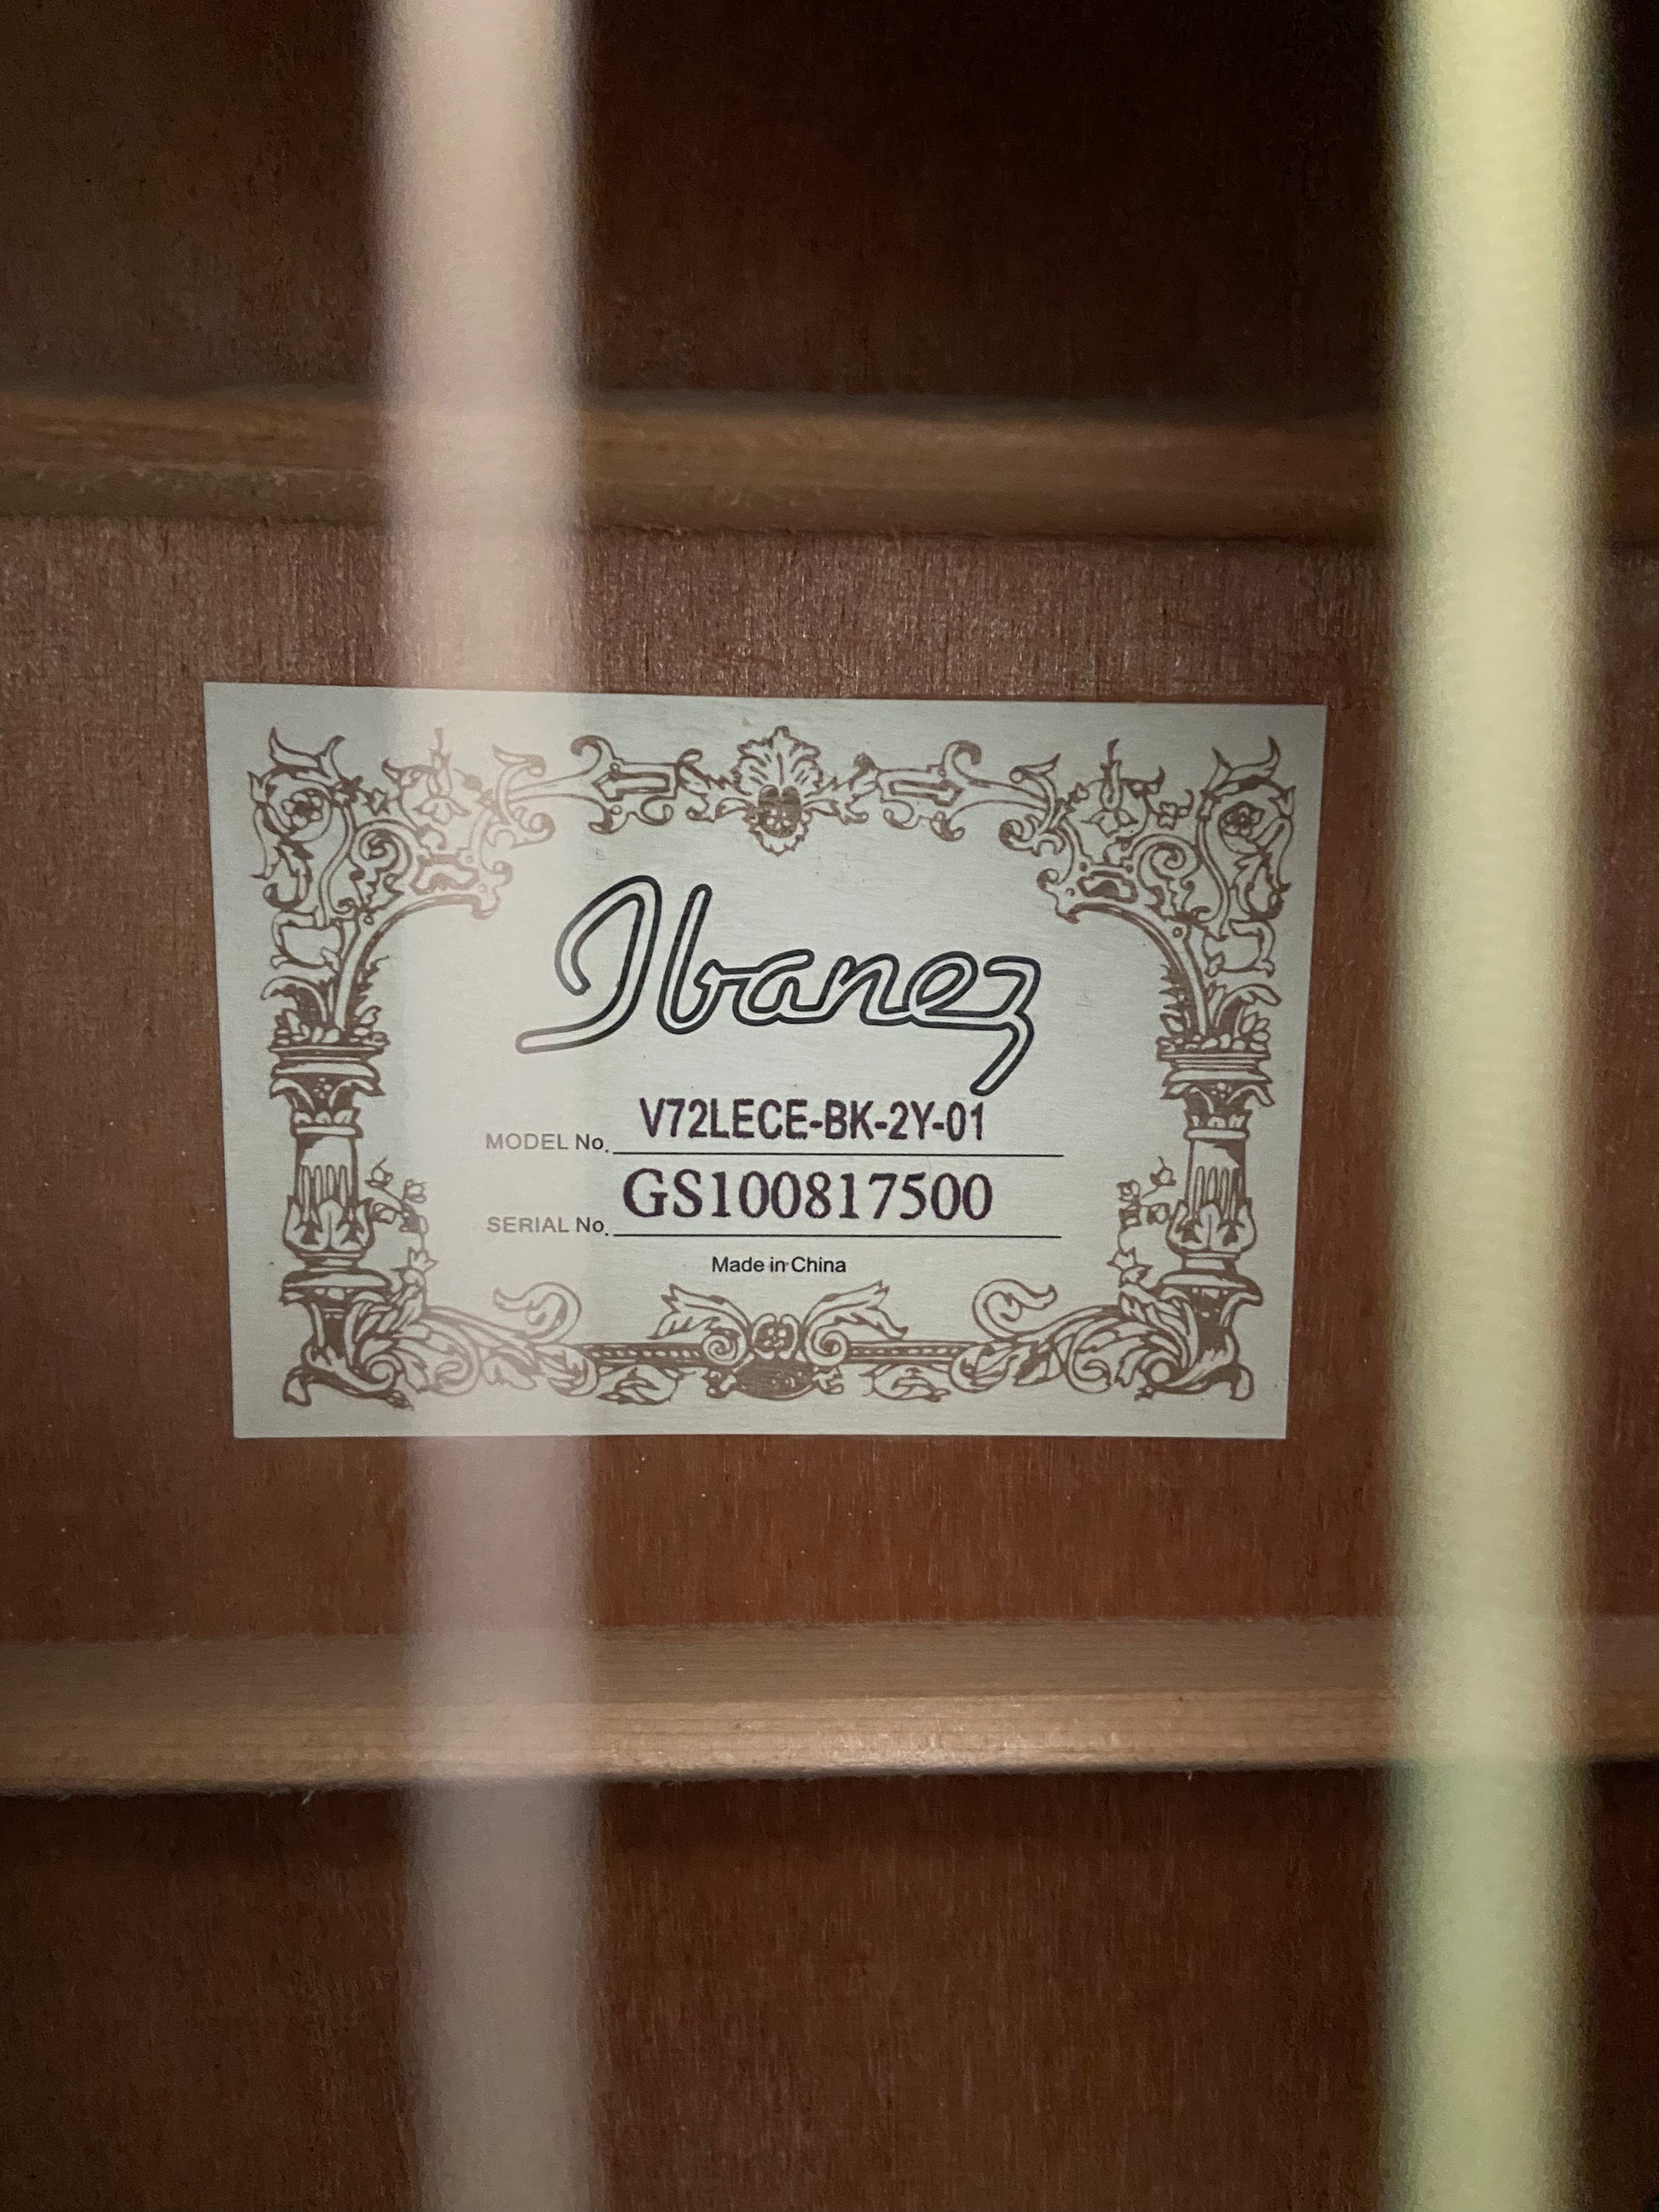 Ibanez
MODEL No. V72LECE-BK-2Y-01
SERIAL No. GS100817500
Made in China